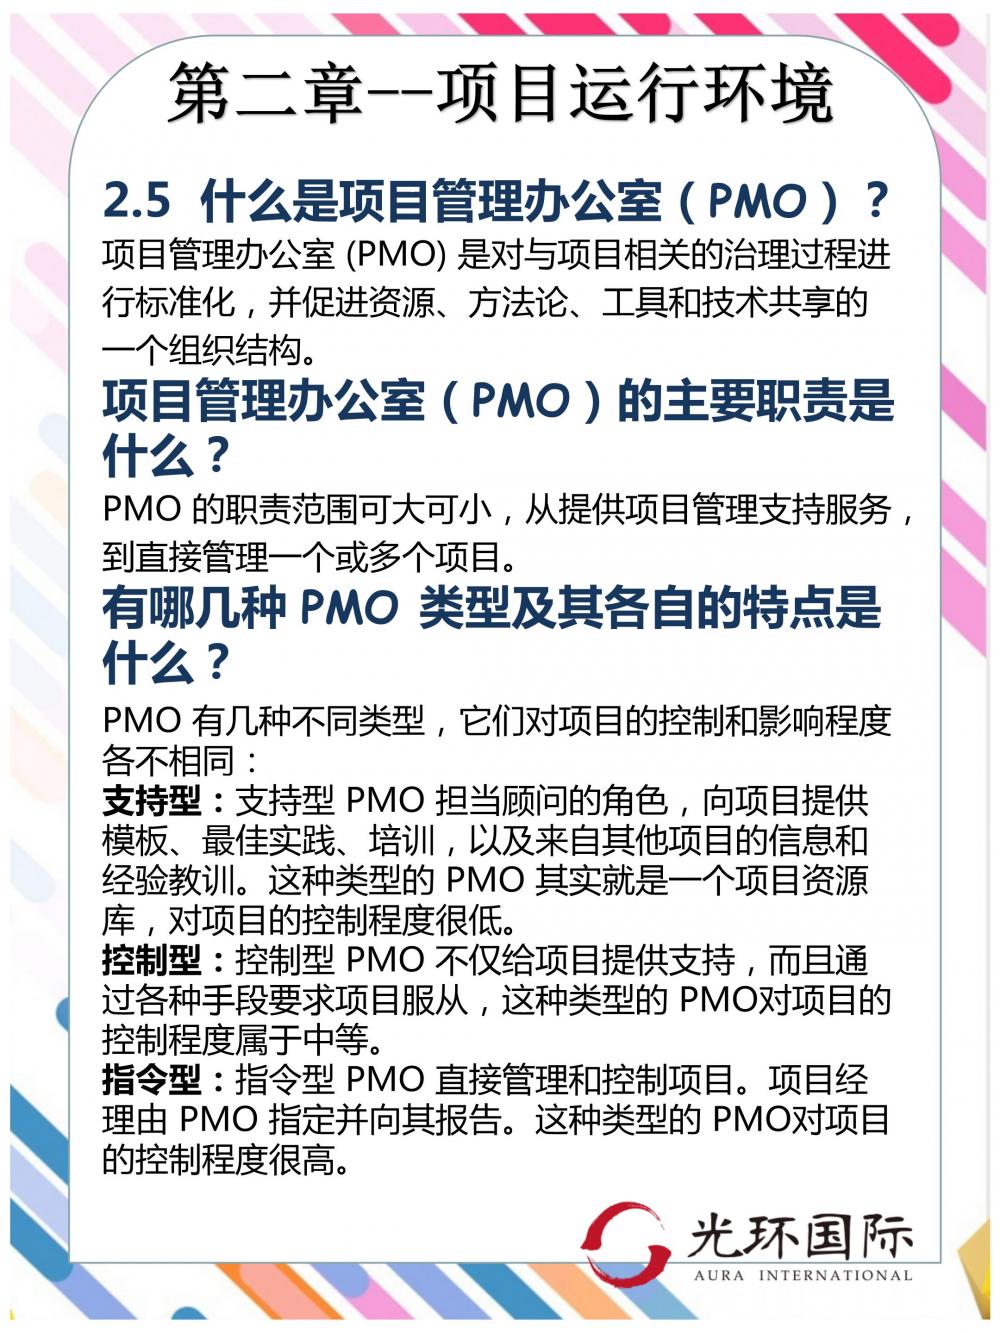 第二章--项目运行环境
2.5 什么是项目管理办公室（PMO）？
项目管理办公室 (PMO) 是对与项目相关的治理过程进
行标准化，并促进资源、方法论、工具和技术共享的
一个组织结构。
项目管理办公室（PMO）的主要职责是
什么？
PMO 的职责范围可大可小，从提供项目管理支持服务，
到直接管理一个或多个项目。
有哪几种 PMO 类型及其各自的特点是
什么？
PMO 有几种不同类型，它们对项目的控制和影响程度
各不相同：
支持型：支持型 PMO 担当顾问的角色，向项目提供
模板、最佳实践、培训，以及来自其他项目的信息和
经验教训。这种类型的 PMO 其实就是一个项目资源
库，对项目的控制程度很低。
控制型：控制型 PMO 不仅给项目提供支持，而且通
过各种手段要求项目服从，这种类型的 PMO对项目的
控制程度属于中等。
指令型：指令型 PMO 直接管理和控制项目。项目经
理由 PMO 指定并向其报告。这种类型的 PMO对项目
的控制程度很高。
光环国际
AURA INTERNATIONAL